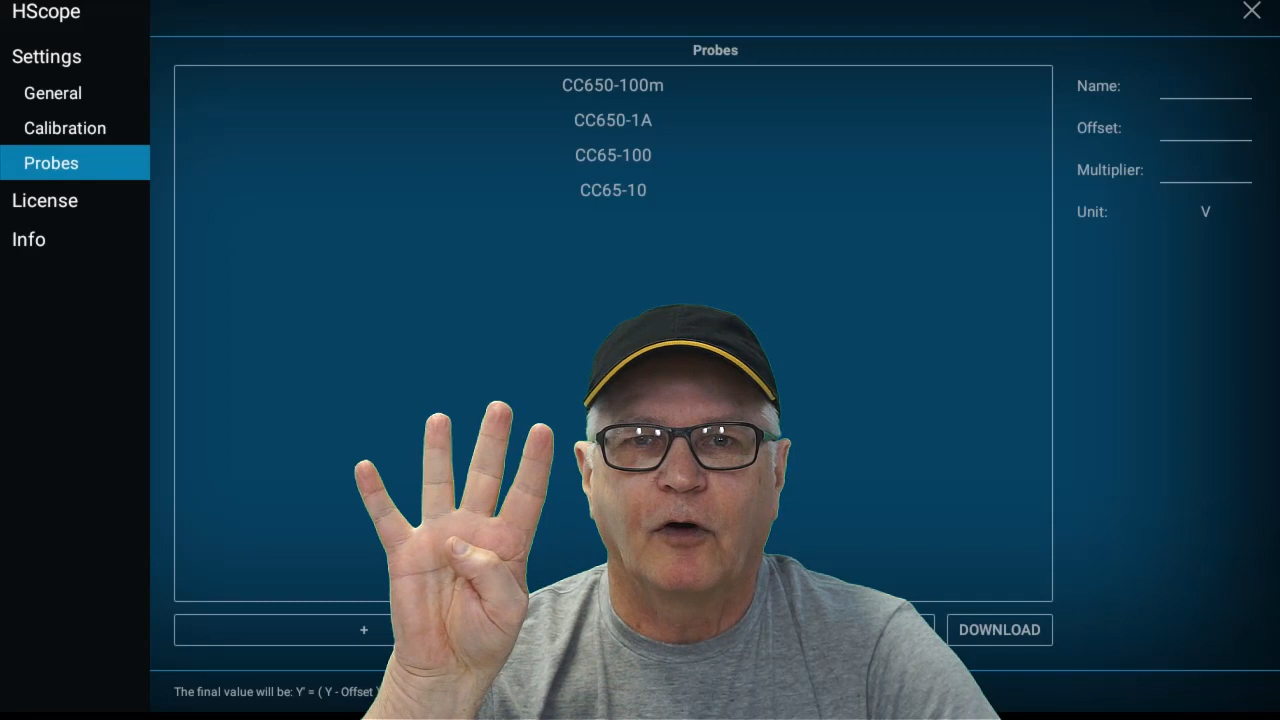 HScope
Settings
General
Calibration
Probes
License
Info
Probes
CC650-100m
CC650-1A
CC65-100
CC65-10
Name:
Offset:
Multiplier:
Unit: V
+
DOWNLOAD
The final value will be: Y' = ( Y - Offset )